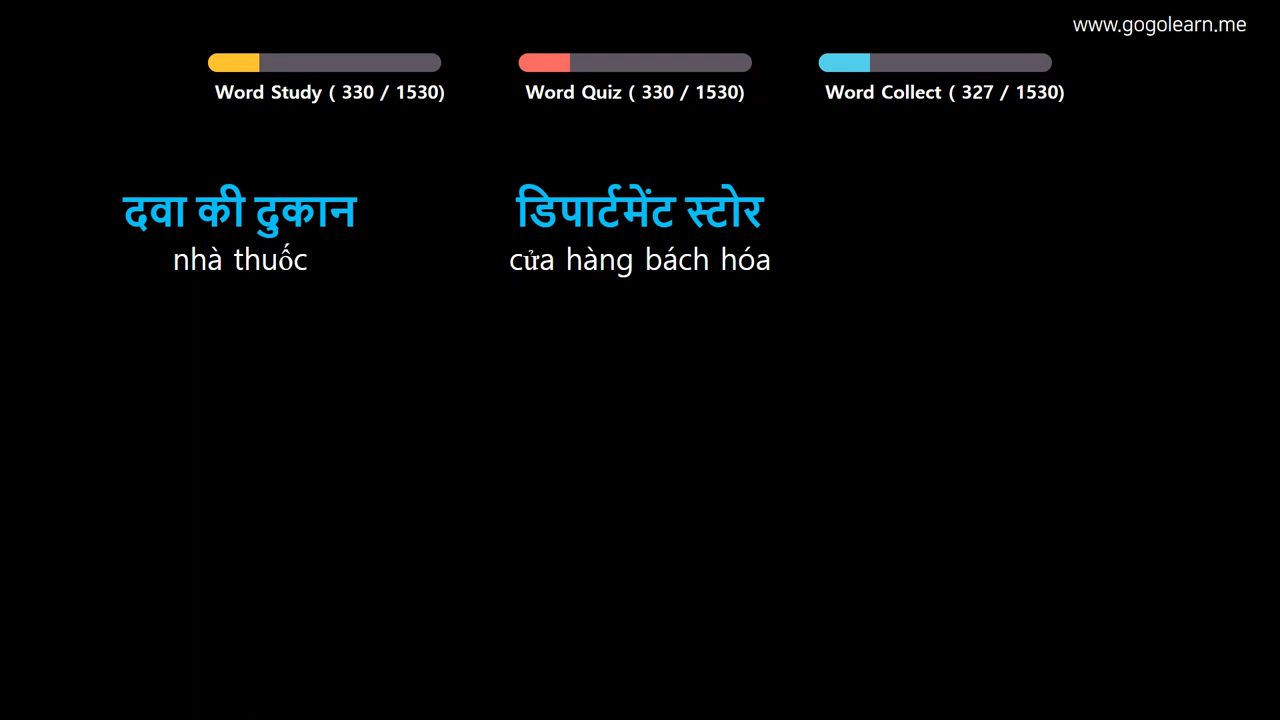 www.gogolearn.me
Word Study ( 330 / 1530)
Word Quiz ( 330 / 1530)
Word Collect ( 327 / 1530)
दवा की दुकान
nhà thuốc
डिपार्टमेंट स्टोर
cửa hàng bách hóa